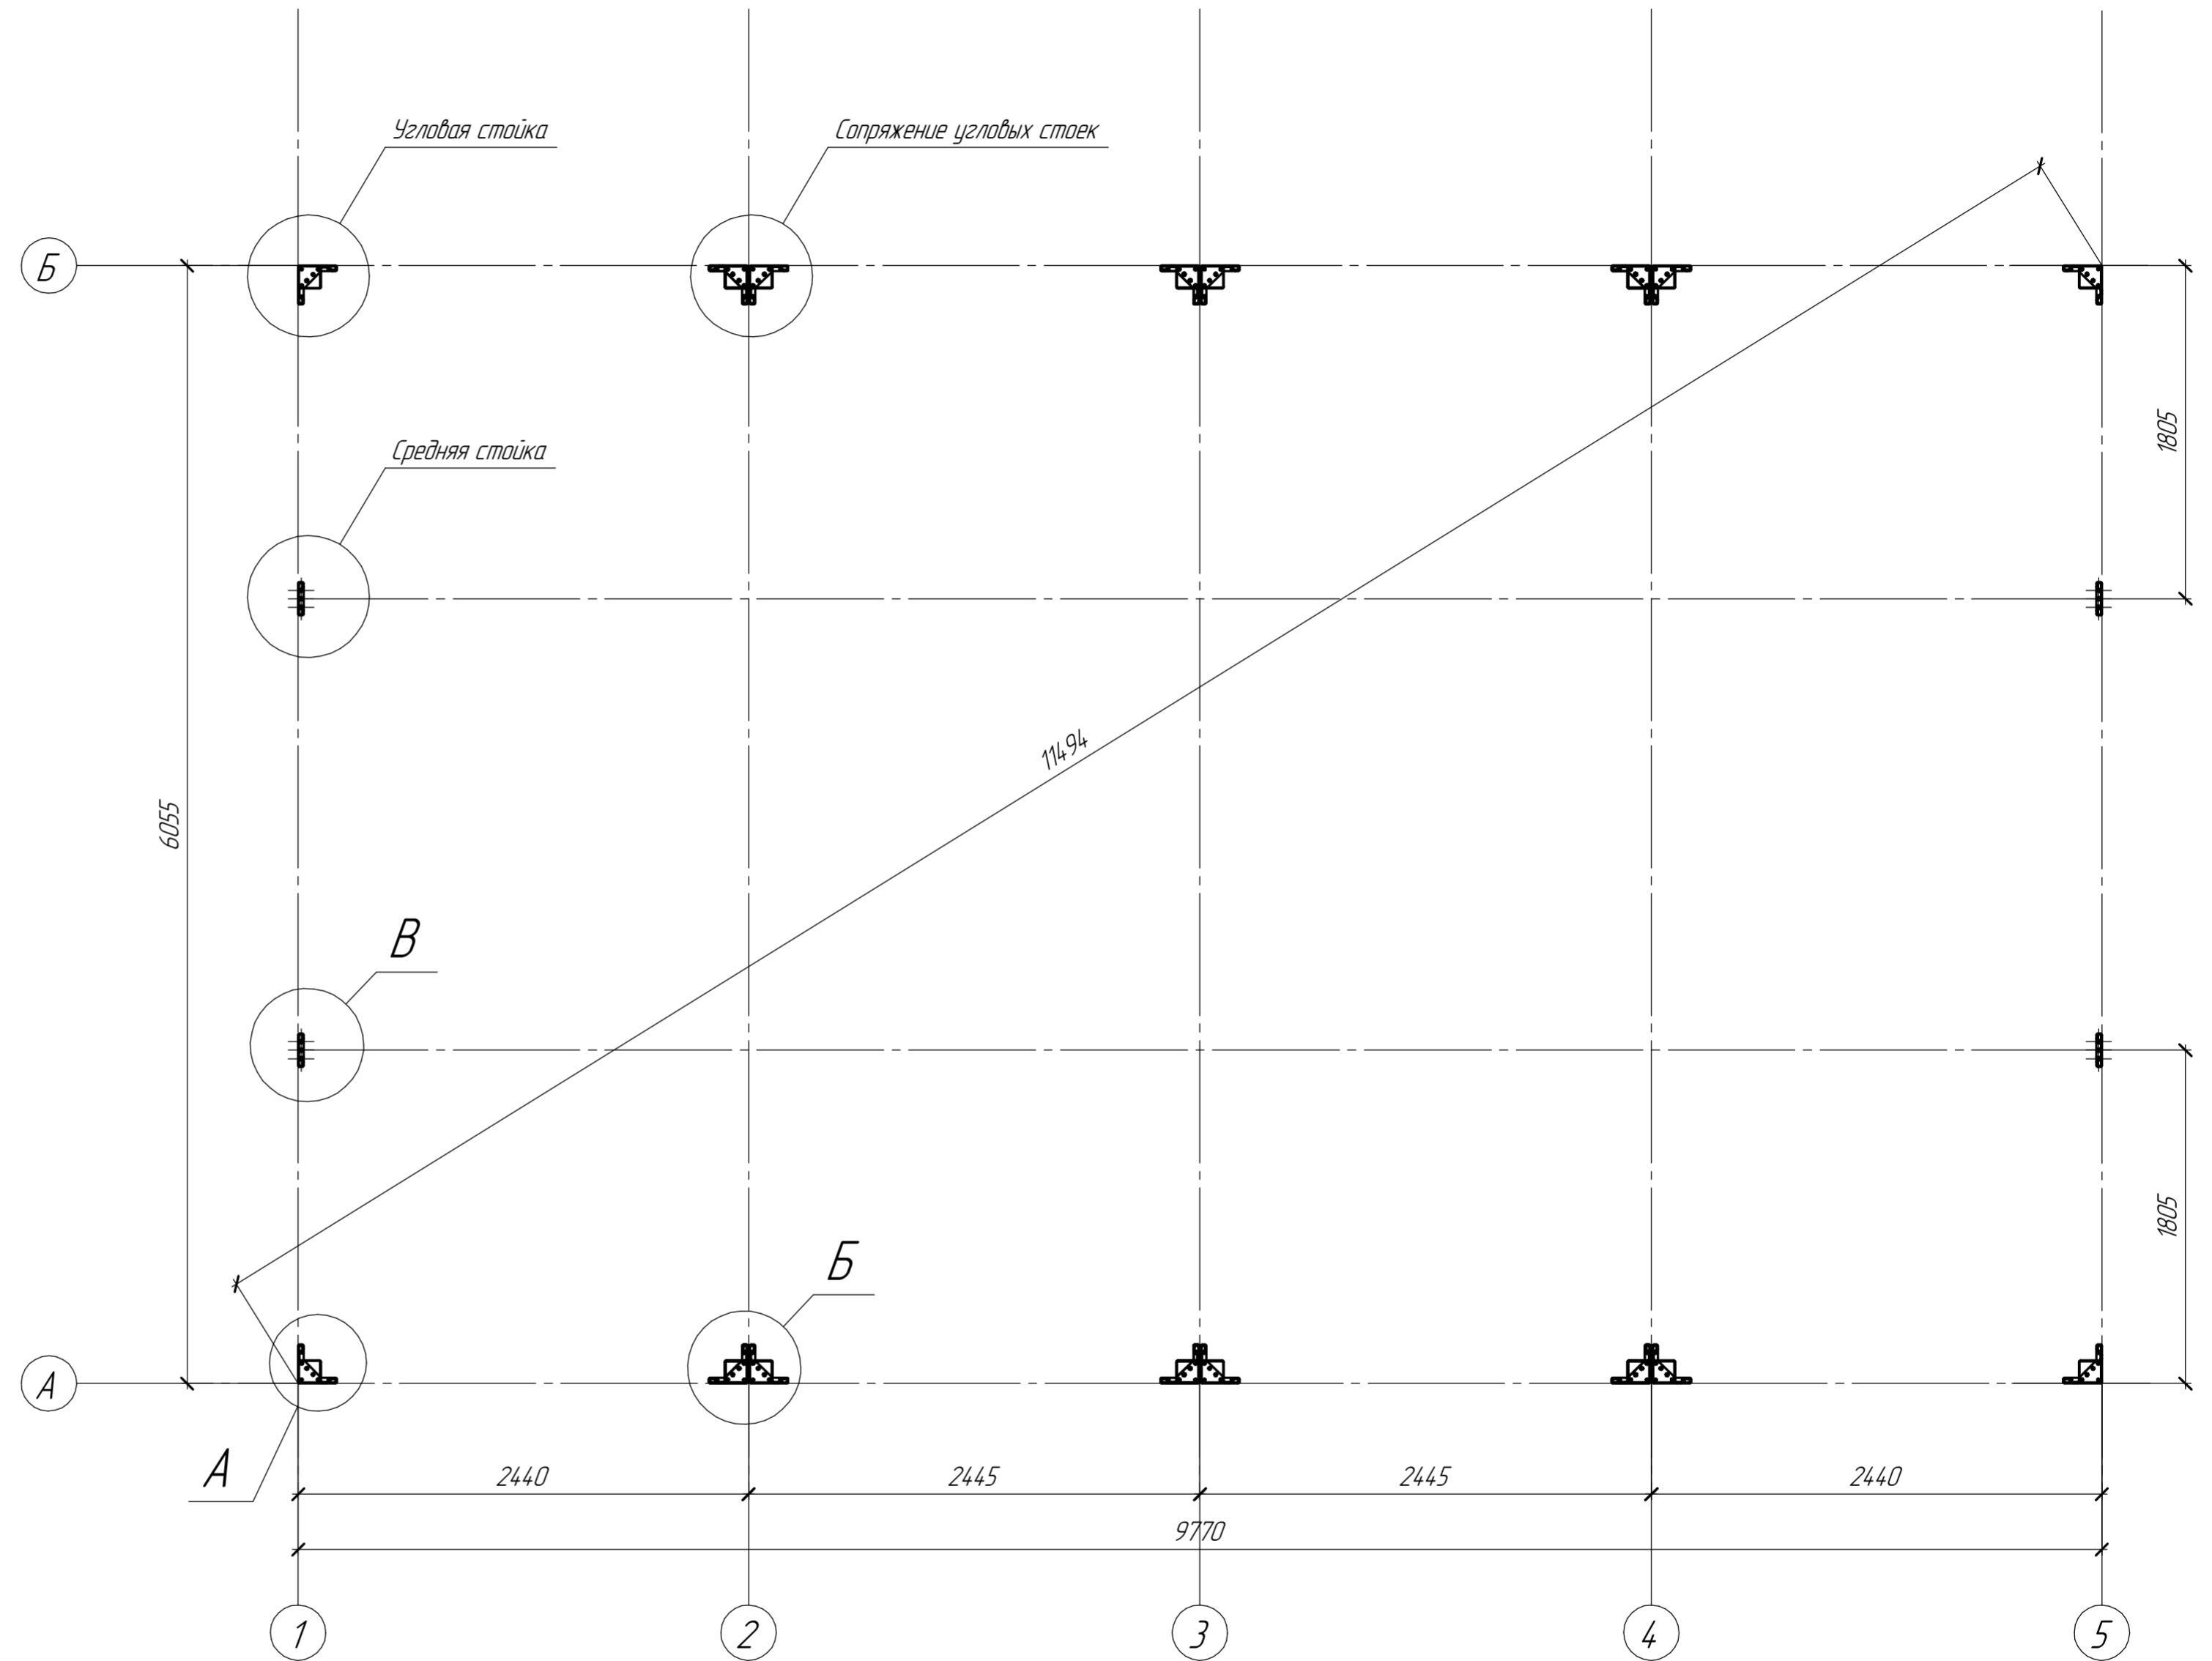 Угловая стойка
Сопряжение угловых стоек
Б
1805
Средняя стойка
11494
6055
В
1805
Б
А
А
2440
2445
2445
2440
9770
1
2
3
4
5